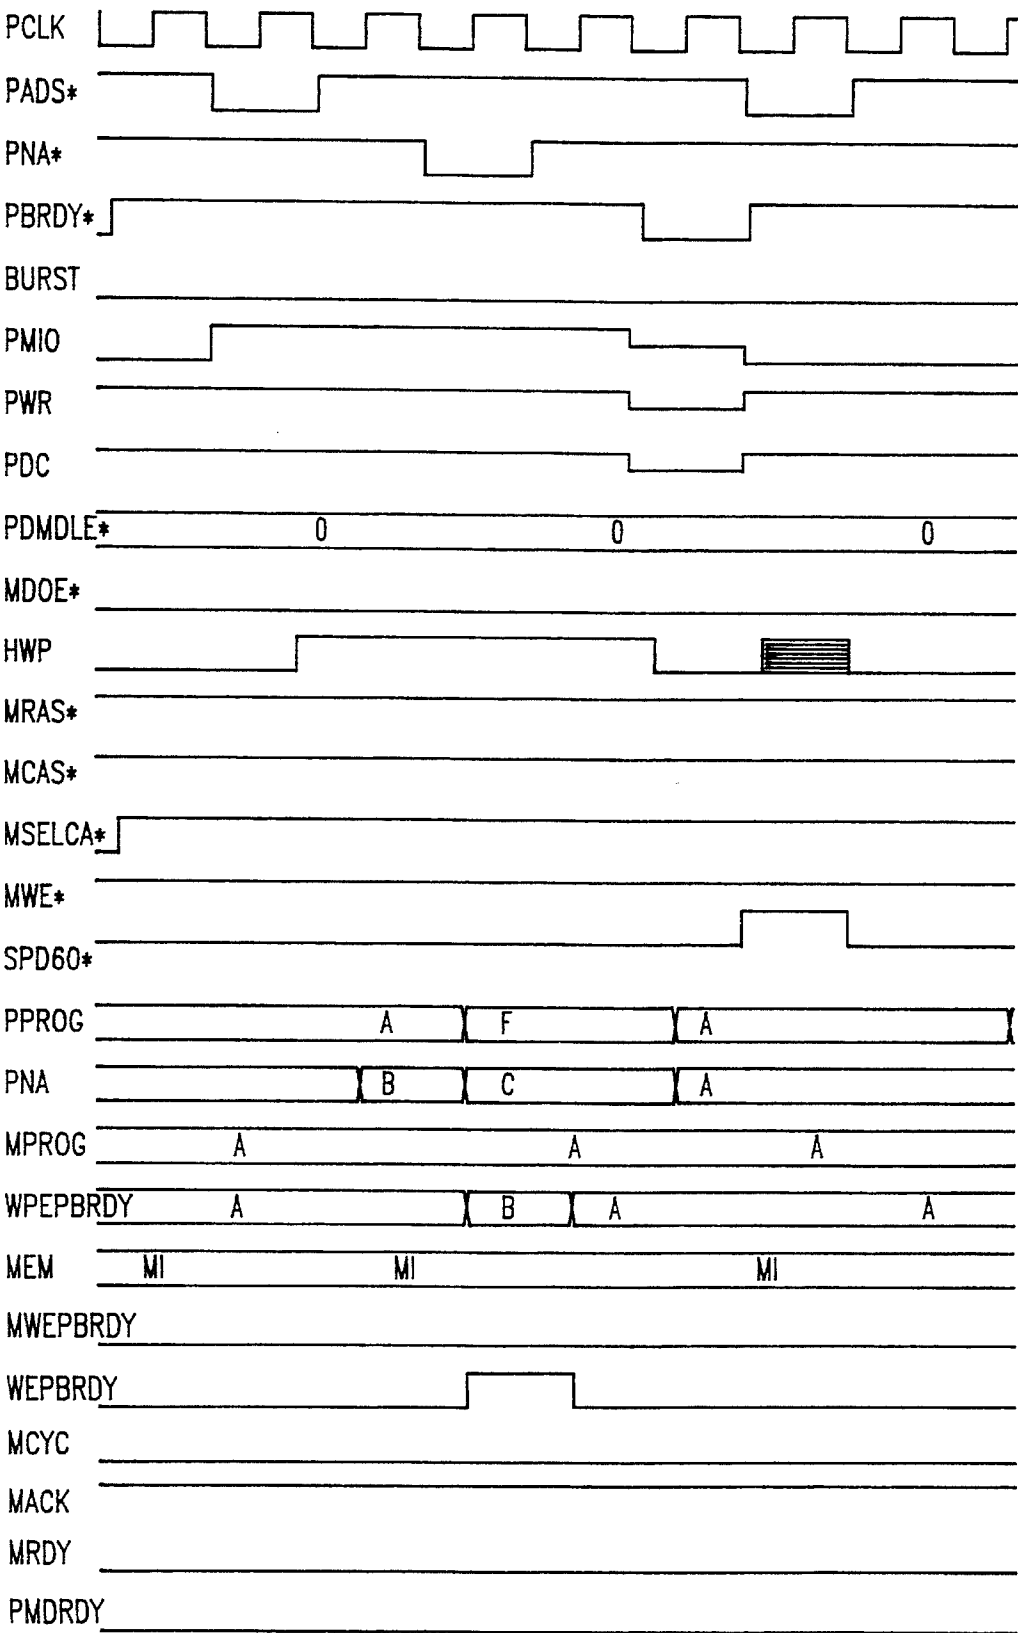 PCLK
PADS*
PNA*
PBRDY*
BURST
PMIO
PWR
PDC
PDMDLE* 0 0 0
MDOE*
HWP
MRAS*
MCAS*
MSELCA*
MWE*
SPD60*
PPROG A F A
PNA B C A
MPROG A A A
WPEPBRDY A B A A
MEM MI MI MI
MWEPBRDY
WEPBRDY
MCYC
MACK
MRDY
PMDRDY